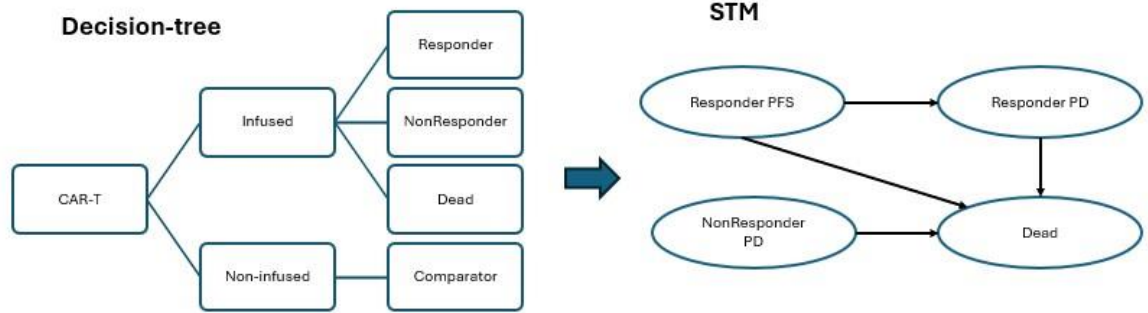 Decision-tree
Responder
Infused
NonResponder
CAR-T
Dead
Non-infused
Comparator
STM
Responder PFS
Responder PD
NonResponder
PD
Dead